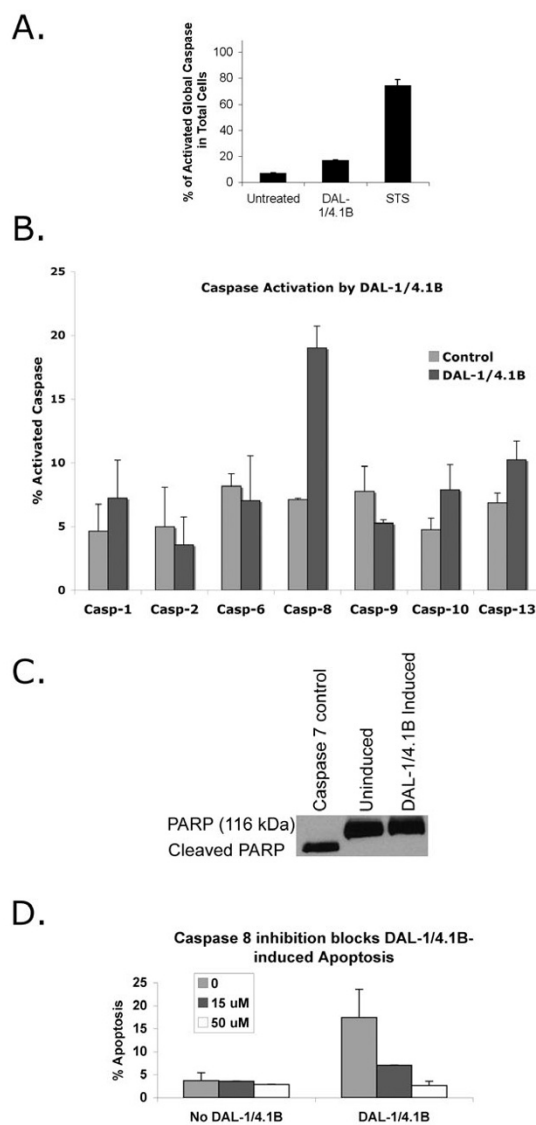 A.
% of Activated Global Caspase
in Total Cells
100
80
60
40
20
0
Untreated
DAL-
1/4.1B
STS
B.
Caspase Activation by DAL-1/4.1B
% Activated Caspase
25
20
15
10
5
0
Control
DAL-1/4.1B
Casp-1 Casp-2 Casp-6 Casp-8 Casp-9 Casp-10 Casp-13
C.
Caspase 7 control
Uninduced
DAL-1/4.1B Induced
PARP (116 kDa)
Cleaved PARP
D.
Caspase 8 inhibition blocks DAL-1/4.1B-
induced Apoptosis
% Apoptosis
25
20
15
10
5
0
0
15 uM
50 uM
No DAL-1/4.1B
DAL-1/4.1B